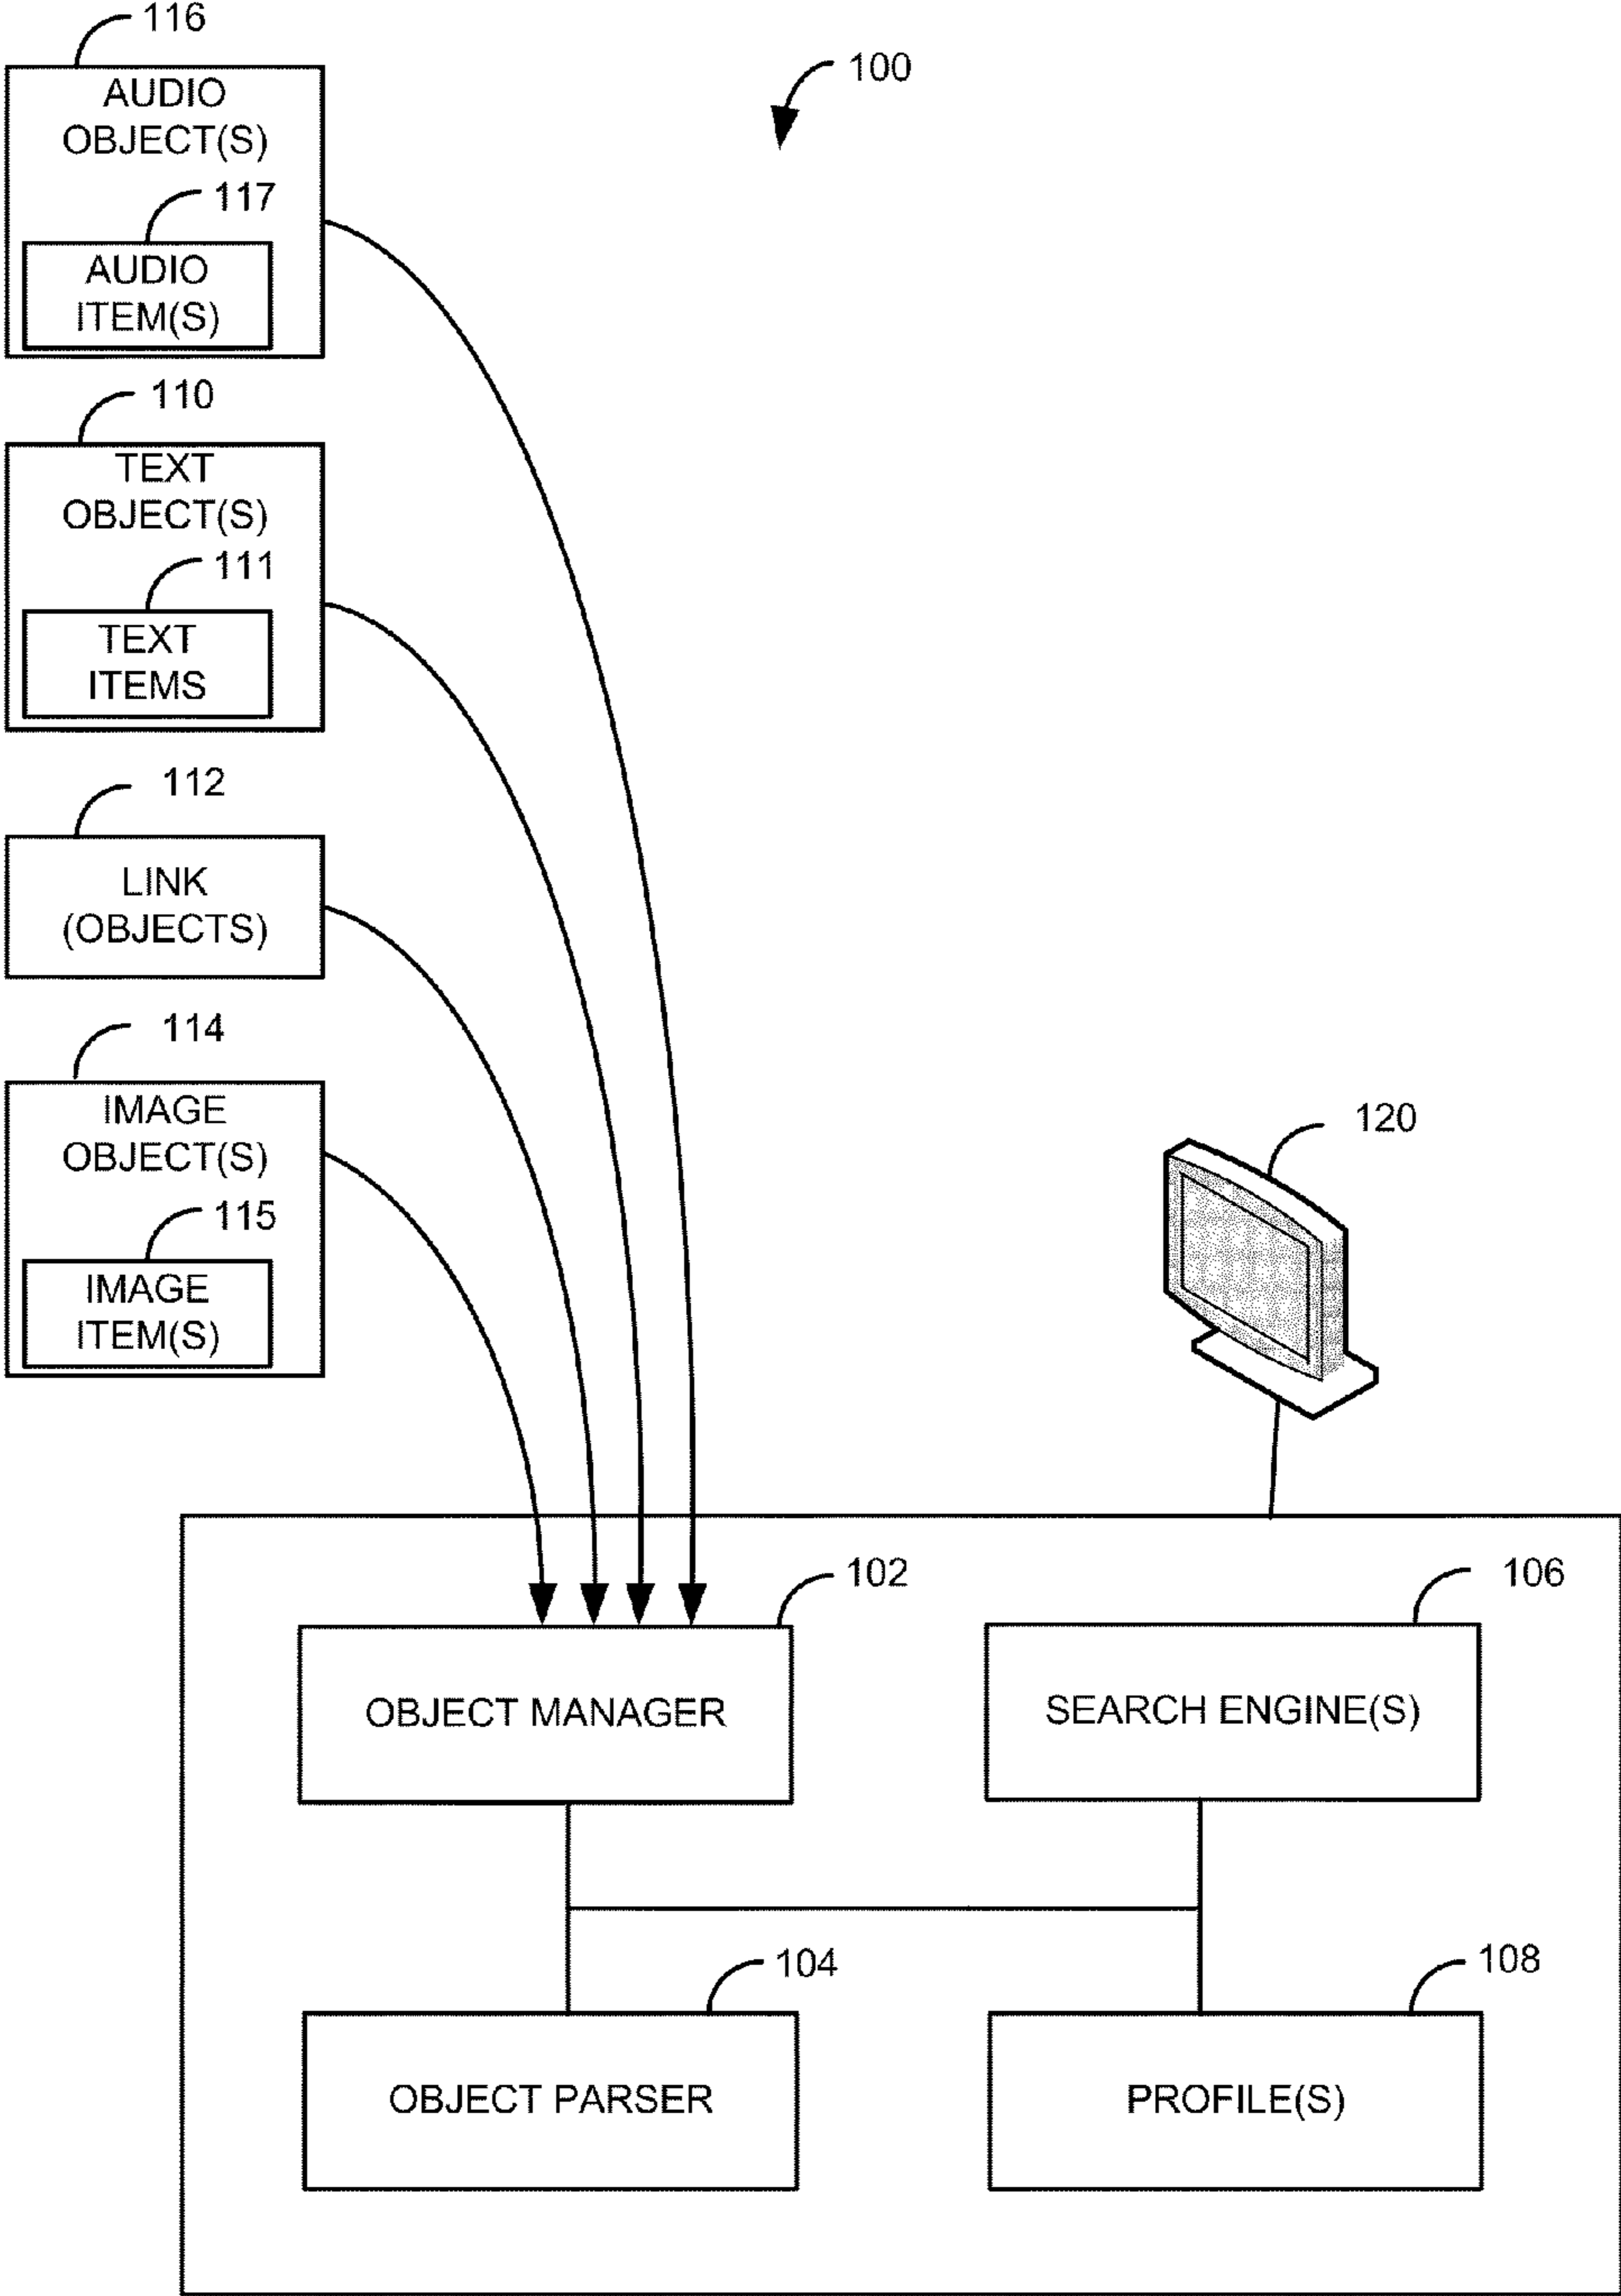 116
100
AUDIO
OBJECT(S)
117
AUDIO
ITEM(S)
110
TEXT
OBJECT(S)
111
TEXT
ITEMS
112
LINK
(OBJECTS)
114
IMAGE
OBJECT(S)
115
IMAGE
ITEM(S)
120
102
106
OBJECT MANAGER
SEARCH ENGINE(S)
104
108
OBJECT PARSER
PROFILE(S)